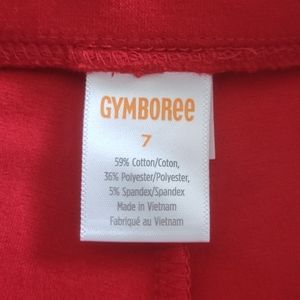 GYMBOREE
7
59% Cotton/Coton,
36% Polyester/Polyester,
5% Spandex/Spandex
Made in Vietnam
Fabriqué au Vietnam